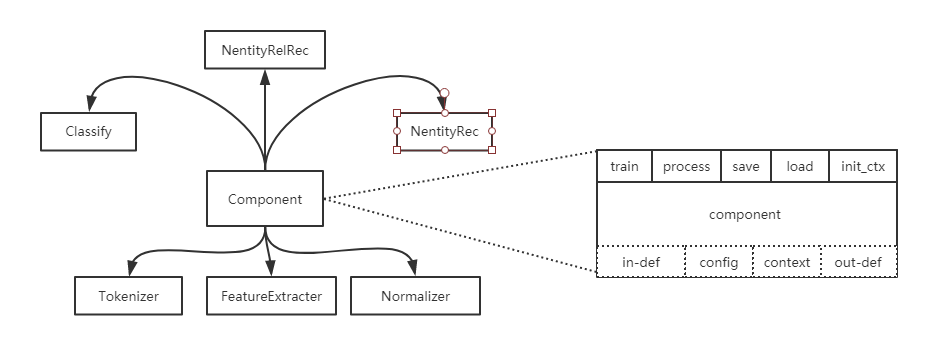 NentityRelRec
Classify
NentityRec
Component
Tokenizer
FeatureExtracter
Normalizer
train process save load init_ctx
component
in-def config context out-def